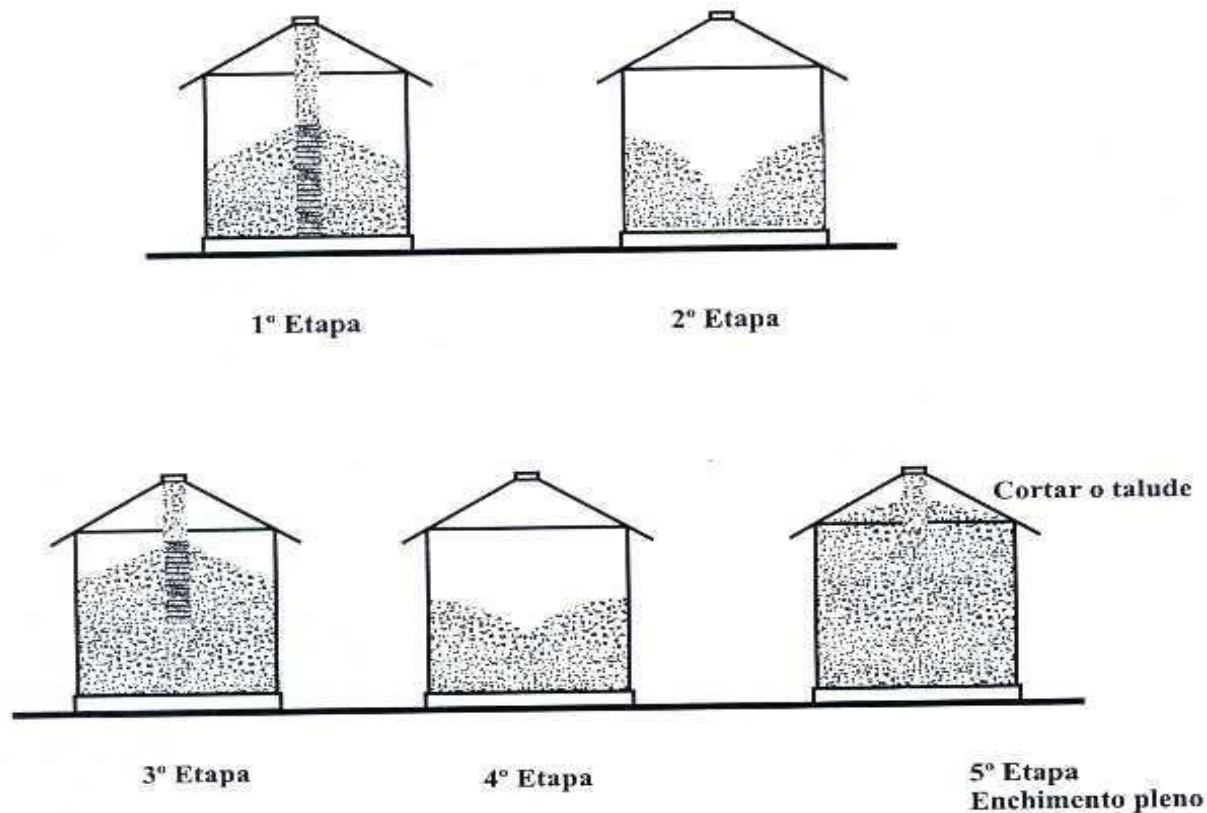 1º Etapa
2º Etapa
Cortar o talude
3º Etapa
4º Etapa
5º Etapa
Enchimento pleno